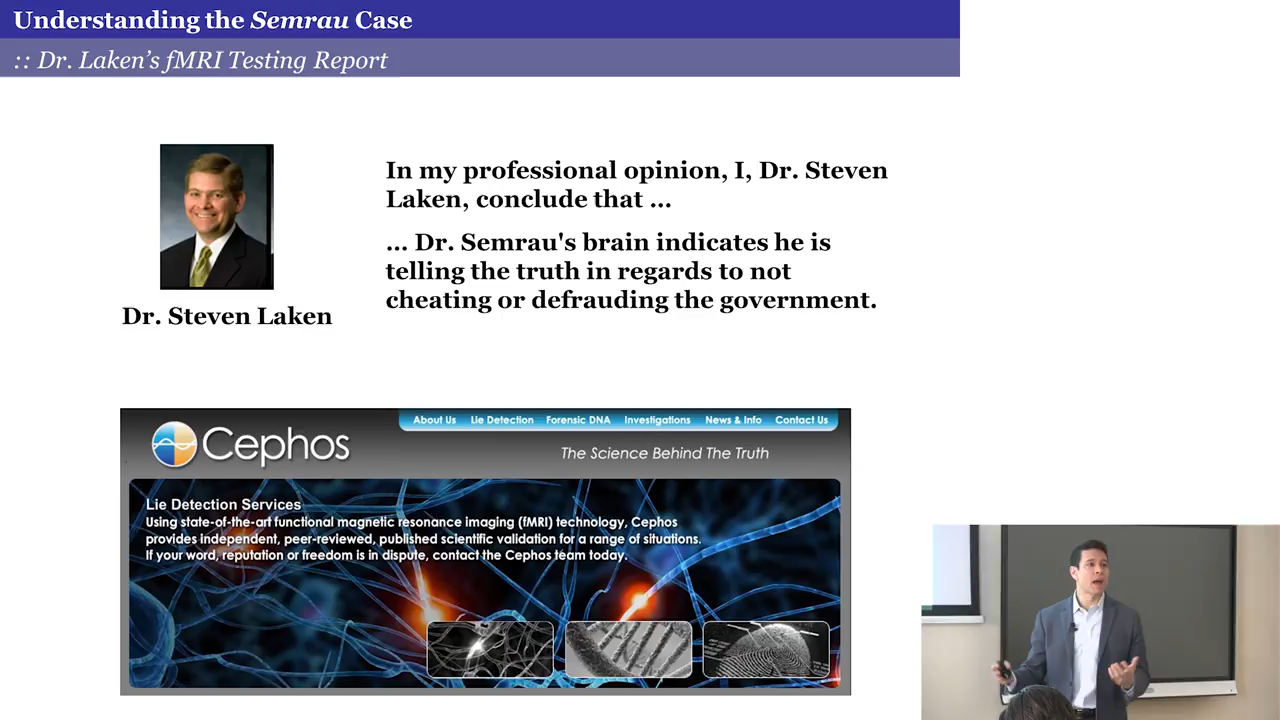 Understanding the Semrau Case
:: Dr. Laken's fMRI Testing Report
In my professional opinion, I, Dr. Steven
Laken, conclude that ...
... Dr. Semrau's brain indicates he is
telling the truth in regards to not
cheating or defrauding the government.
Dr. Steven Laken
About Us Lie Detection Forensic DNA Investigations News & Info Contact Us
Cephos
The Science Behind The Truth
Lie Detection Services
Using state-of-the-art functional magnetic resonance imaging (fMRI) technology, Cephos
provides independent, peer-reviewed, published scientific validation for a range of situations.
If your word, reputation or freedom is in dispute, contact the Cephos team today.